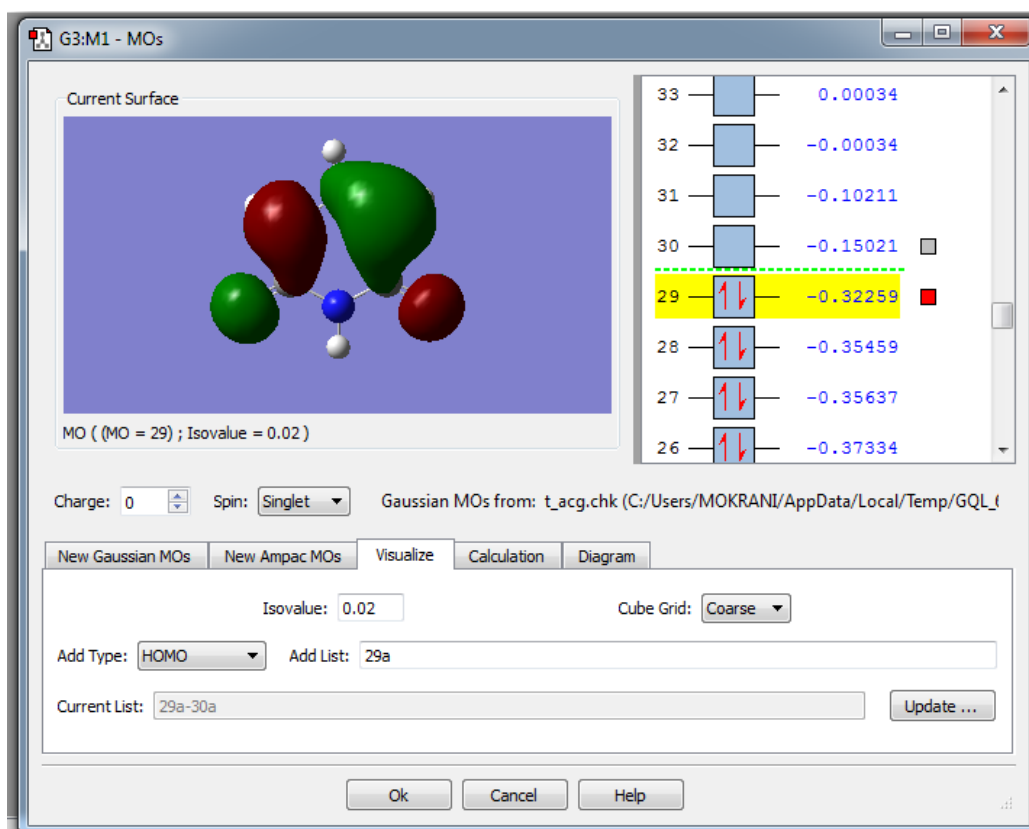 G3:M1 - MOs
Current Surface
MO ( (MO = 29) ; Isovalue = 0.02 )
33 0.00034
32 -0.00034
31 -0.10211
30 -0.15021
29 -0.32259
28 -0.35459
27 -0.35637
26 -0.37334
Charge: 0 Spin: Singlet Gaussian MOs from: t_acg.chk (C:/Users/MOKRANI/AppData/Local/Temp/GQL_
New Gaussian MOs New Ampac MOs Visualize Calculation Diagram
Isovalue: 0.02 Cube Grid: Coarse
Add Type: HOMO Add List: 29a
Current List: 29a-30a Update ...
Ok Cancel Help